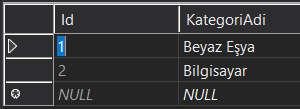 Id KategoriAdi
1 Beyaz Eşya
2 Bilgisayar
NULL NULL